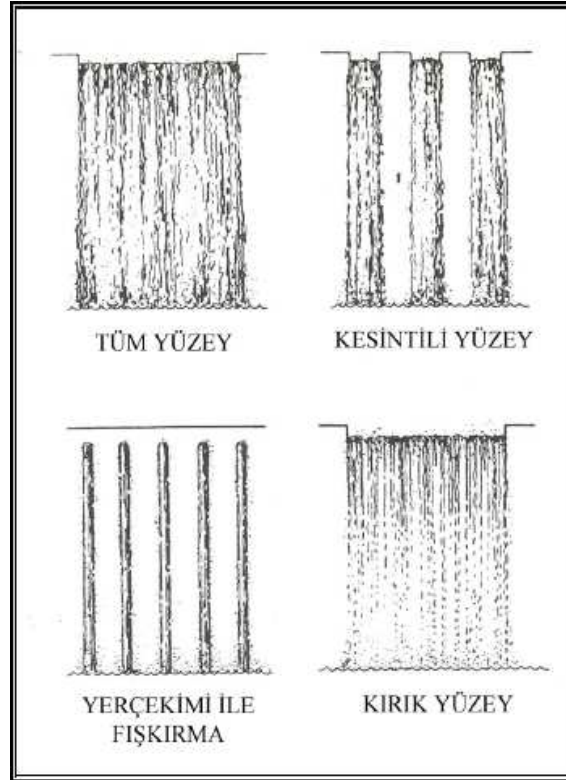 TÜM YÜZEY
KESİNTİLİ YÜZEY
YERÇEKİMİ İLE
FIŞKIRMA
KIRIK YÜZEY